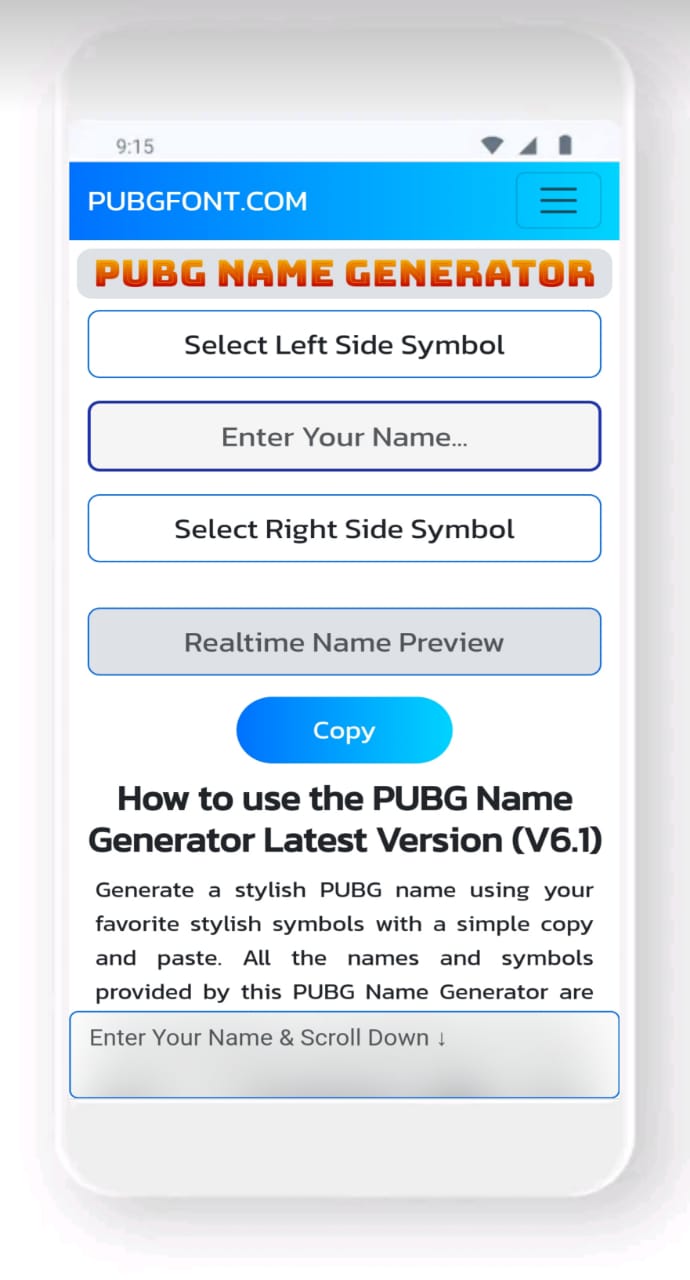 9:15
PUBGFONT.COM
PUBG NAME GENERATOR
Select Left Side Symbol
Enter Your Name...
Select Right Side Symbol
Realtime Name Preview
Copy
How to use the PUBG Name
Generator Latest Version (V6.1)
Generate a stylish PUBG name using your
favorite stylish symbols with a simple copy
and paste. All the names and symbols
provided by this PUBG Name Generator are
Enter Your Name & Scroll Down ↓